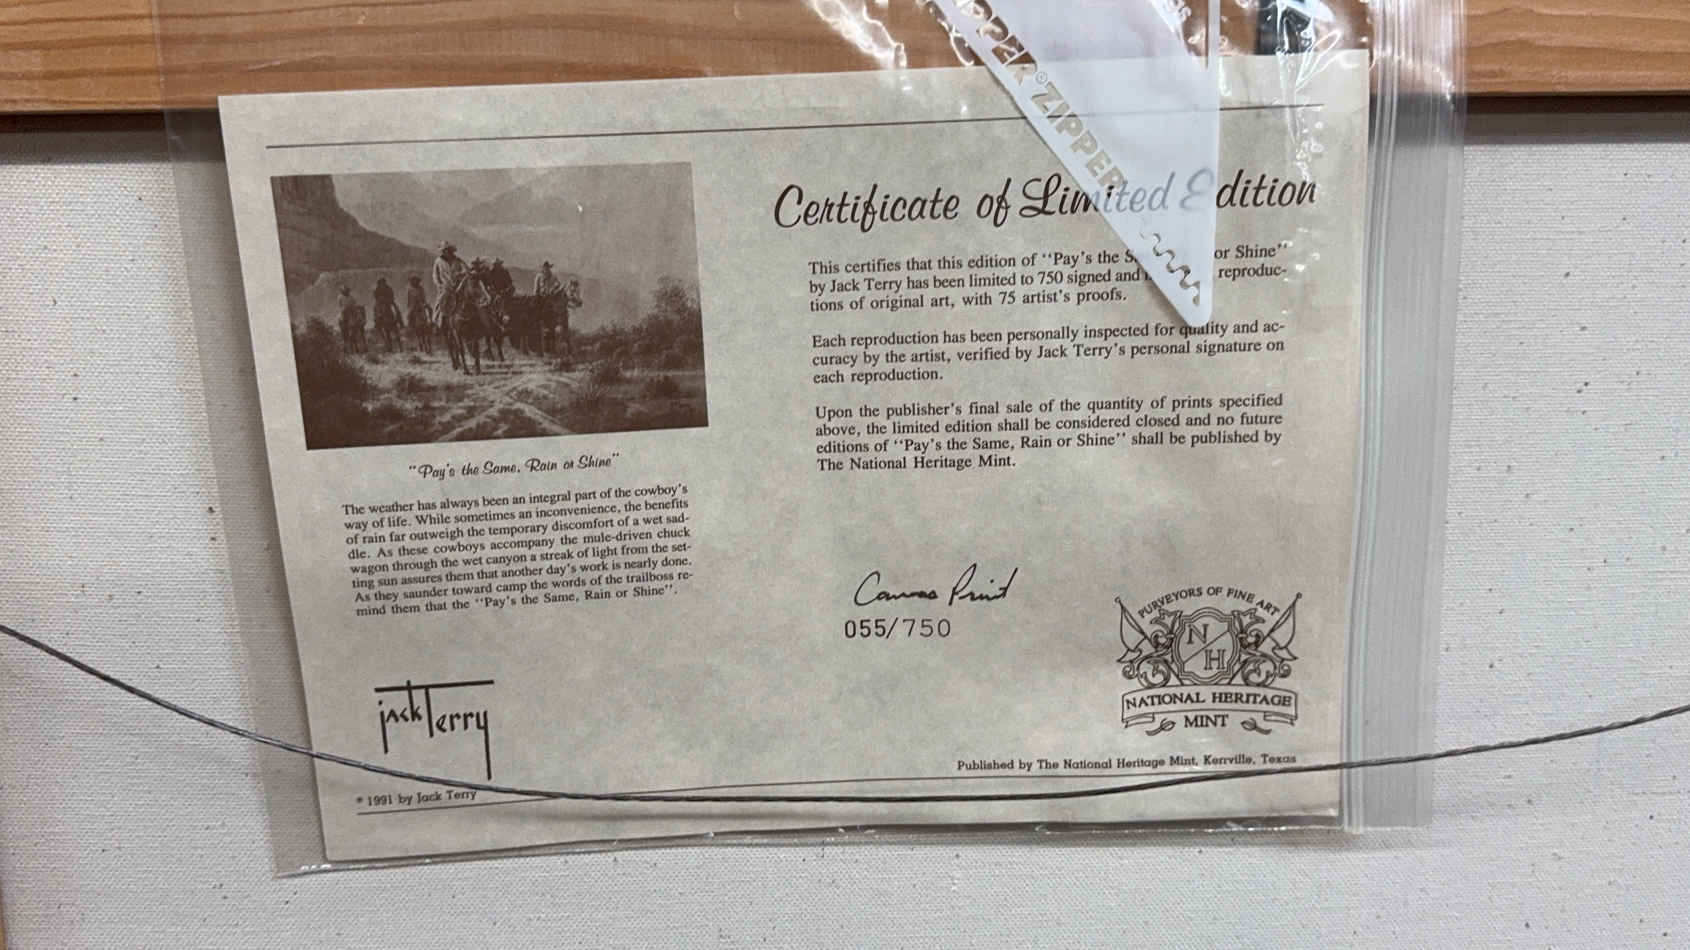 ZIPPER® ZIPPER
Certificate of Limited Edition
This certifies that this edition of ‘‘Pay's the or Shine’’
by Jack Terry has been limited to 750 signed and reproduc-
tions of original art, with 75 artist's proofs.
Each reproduction has been personally inspected for quality and ac-
curacy by the artist, verified by Jack Terry's personal signature on
each reproduction.
Upon the publisher's final sale of the quantity of prints specified
above, the limited edition shall be considered closed and no future
editions of ‘‘Pay's the Same, Rain or Shine’’ shall be published by
The National Heritage Mint.
“Pay's the Same, Rain or Shine”
The weather has always been an integral part of the cowboy's
way of life. While sometimes an inconvenience, the benefits
of rain far outweigh the temporary discomfort of a wet sad-
dle. As these cowboys accompany the mule-driven chuck
wagon through the wet canyon a streak of light from the set-
ting sun assures them that another day's work is nearly done.
As they saunder toward camp the words of the trailboss re-
mind them that the ‘‘Pay's the Same, Rain or Shine’’.
Canvas Print
055/750
jack Terry
© 1991 by Jack Terry
PURVEYORS OF FINE ART
N
H
NATIONAL HERITAGE
MINT
Published by The National Heritage Mint, Kerrville, Texas